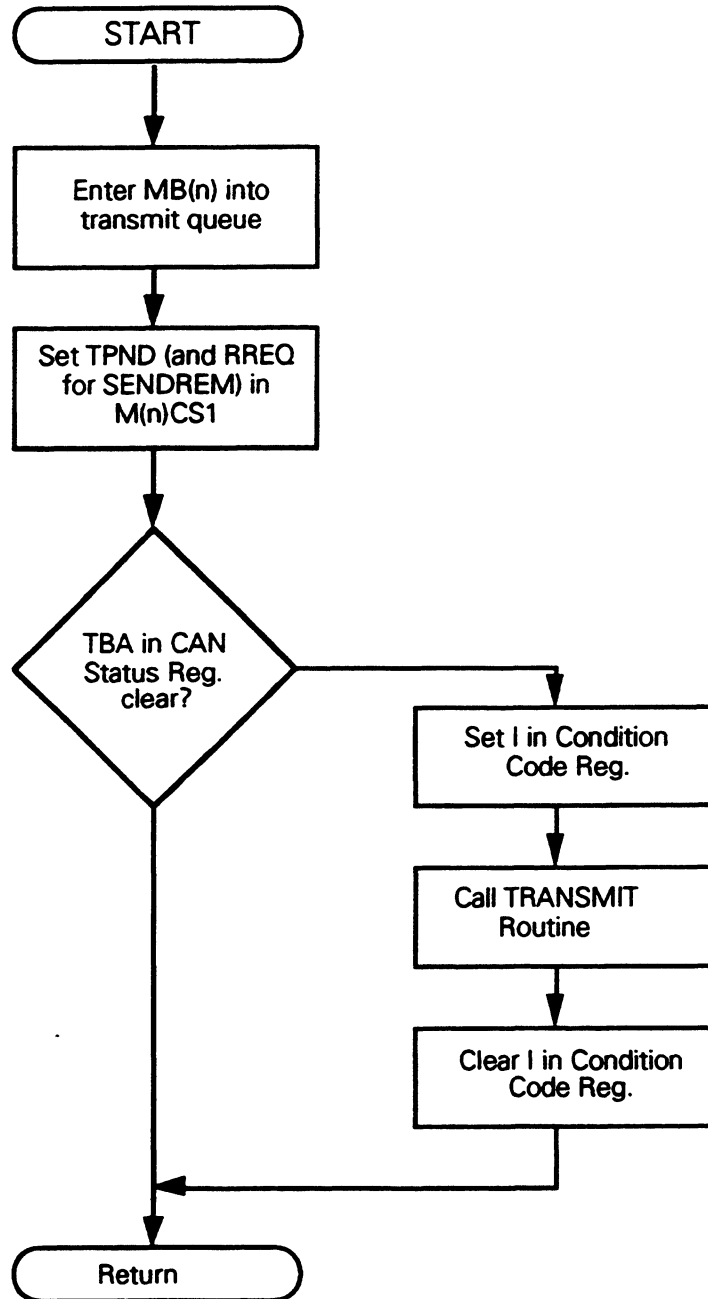 START
Enter MB(n) into
transmit queue
Set TPND (and RREQ
for SENDREM) in
M(n)CS1
TBA in CAN
Status Reg.
clear?
Set I in Condition
Code Reg.
Call TRANSMIT
Routine
Clear I in Condition
Code Reg.
Return